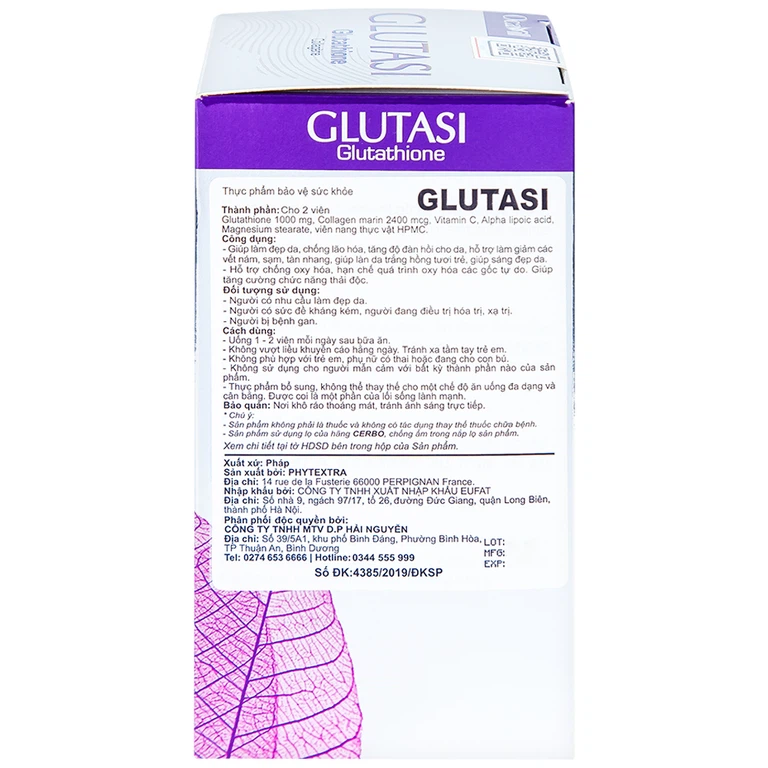 GLUTASI
Glutathione
GLUTASI
Glutathione
Thực phẩm bảo vệ sức khỏe
GLUTASI
Thành phần: Cho 2 viên
Glutathione 1000 mg, Collagen marin 2400 mcg, Vitamin C, Alpha lipoic acid,
Magnesium stearate, viên nang thực vật HPMC.
Công dụng:
- Giúp làm đẹp da, chống lão hóa, tăng độ đàn hồi cho da, hỗ trợ làm giảm các
vết nám, sạm, tàn nhang, giúp làn da trắng hồng tươi trẻ, giúp sáng đẹp da.
- Hỗ trợ chống oxy hóa, hạn chế quá trình oxy hóa các gốc tự do. Giúp
tăng cường chức năng thải độc.
Đối tượng sử dụng:
- Người có nhu cầu làm đẹp da.
- Người có sức đề kháng kém, người đang điều trị hóa trị, xạ trị.
- Người bị bệnh gan.
Cách dùng:
- Uống 1 - 2 viên mỗi ngày sau bữa ăn.
- Không vượt liều khuyến cáo hằng ngày. Tránh xa tầm tay trẻ em.
- Không phù hợp với trẻ em, phụ nữ có thai hoặc đang cho con bú.
- Không sử dụng cho người mẫn cảm với bất kỳ thành phần nào của sản
phẩm.
- Thực phẩm bổ sung, không thể thay thế cho một chế độ ăn uống đa dạng và
cân bằng. Được coi là một phần của lối sống lành mạnh.
Bảo quản: Nơi khô ráo thoáng mát, tránh ánh sáng trực tiếp.
* Chú ý:
- Sản phẩm không phải là thuốc và không có tác dụng thay thế thuốc chữa bệnh.
- Sản phẩm sử dụng lọ của hãng CERBO, chống ẩm trong nắp lọ sản phẩm.
Xem chi tiết tại tờ HDSD bên trong hộp của Sản phẩm.
Xuất xứ: Pháp
Sản xuất bởi: PHYTEXTRA
Địa chỉ: 14 rue de la Fusterie 66000 PERPIGNAN France.
Nhập khẩu bởi: CÔNG TY TNHH XUẤT NHẬP KHẨU EUFAT
Địa chỉ: Số nhà 9, ngách 97/17, tổ 26, đường Đức Giang, quận Long Biên,
thành phố Hà Nội.
Phân phối độc quyền bởi:
CÔNG TY TNHH MTV D.P HẢI NGUYÊN
Địa chỉ: Số 39/5A1, khu phố Bình Đáng, Phường Bình Hòa,
TP Thuận An, Bình Dương
Tel: 0274 653 6666 | Hotline: 0344 555 999
LOT:
MFG:
EXP:
Số ĐK:4385/2019/ĐKSP